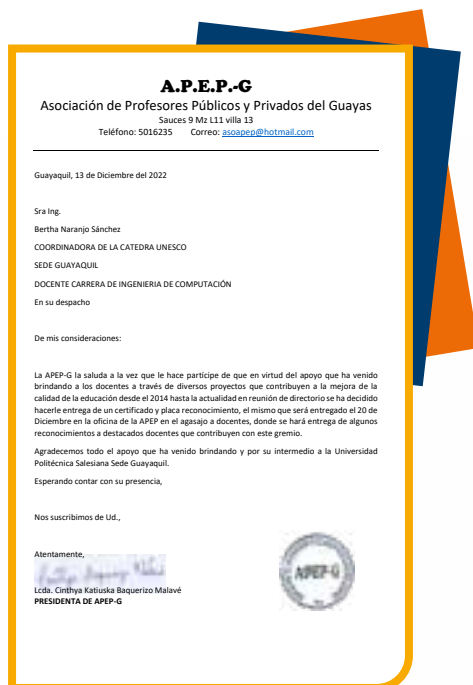 A.P.E.P.-G
Asociación de Profesores Públicos y Privados del Guayas
Sauces 9 Mz L11 villa 13
Teléfono: 5016235 Correo: asoapep@hotmail.com
Guayaquil, 13 de Diciembre del 2022
Sra Ing.
Bertha Naranjo Sánchez
COORDINADORA DE LA CATEDRA UNESCO
SEDE GUAYAQUIL
DOCENTE CARRERA DE INGENIERIA DE COMPUTACIÓN
En su despacho
De mis consideraciones:
La APEP-G la saluda a la vez que le hace partícipe de que en virtud del apoyo que ha venido
brindando a los docentes a través de diversos proyectos que contribuyen a la mejora de la
calidad de la educación desde el 2014 hasta la actualidad en reunión de directorio se ha decidido
hacerle entrega de un certificado y placa reconocimiento, el mismo que será entregado el 20 de
Diciembre en la oficina de la APEP en el agasajo a docentes, donde se hará entrega de algunos
reconocimientos a destacados docentes que contribuyen con este gremio.
Agradecemos todo el apoyo que ha venido brindando y por su intermedio a la Universidad
Politécnica Salesiana Sede Guayaquil.
Esperando contar con su presencia,
Nos suscribimos de Ud.,
Atentamente,
Lcda. Cinthya Katiuska Baquerizo Malavé
PRESIDENTA DE APEP-G
APEP-G